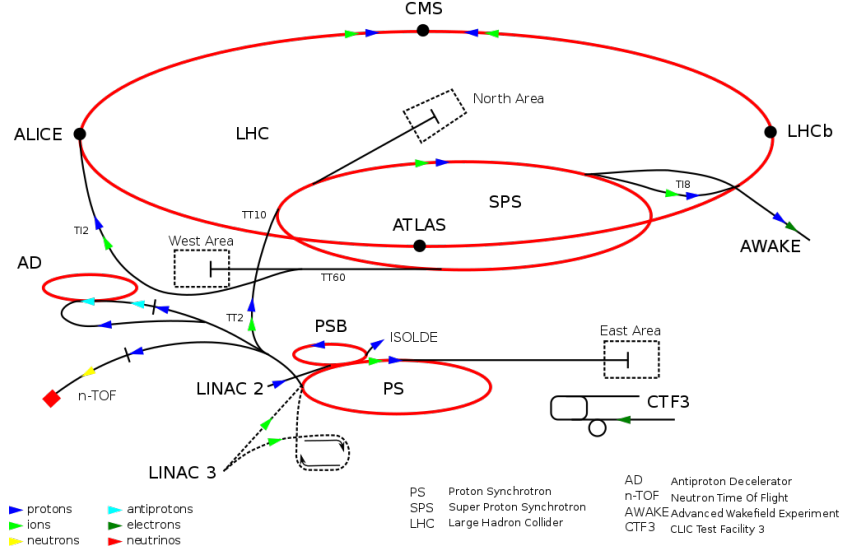 CMS
North Area
ALICE
LHC
LHCb
TI8
SPS
TT10
ATLAS
TI2
West Area
AWAKE
AD
TT60
TT2
PSB
ISOLDE
East Area
n-TOF
LINAC 2
PS
CTF3
LINAC 3
protons
ions
neutrons
antiprotons
electrons
neutrinos
PS Proton Synchrotron
SPS Super Proton Synchrotron
LHC Large Hadron Collider
AD Antiproton Decelerator
n-TOF Neutron Time Of Flight
AWAKE Advanced Wakefield Experiment
CTF3 CLIC Test Facility 3